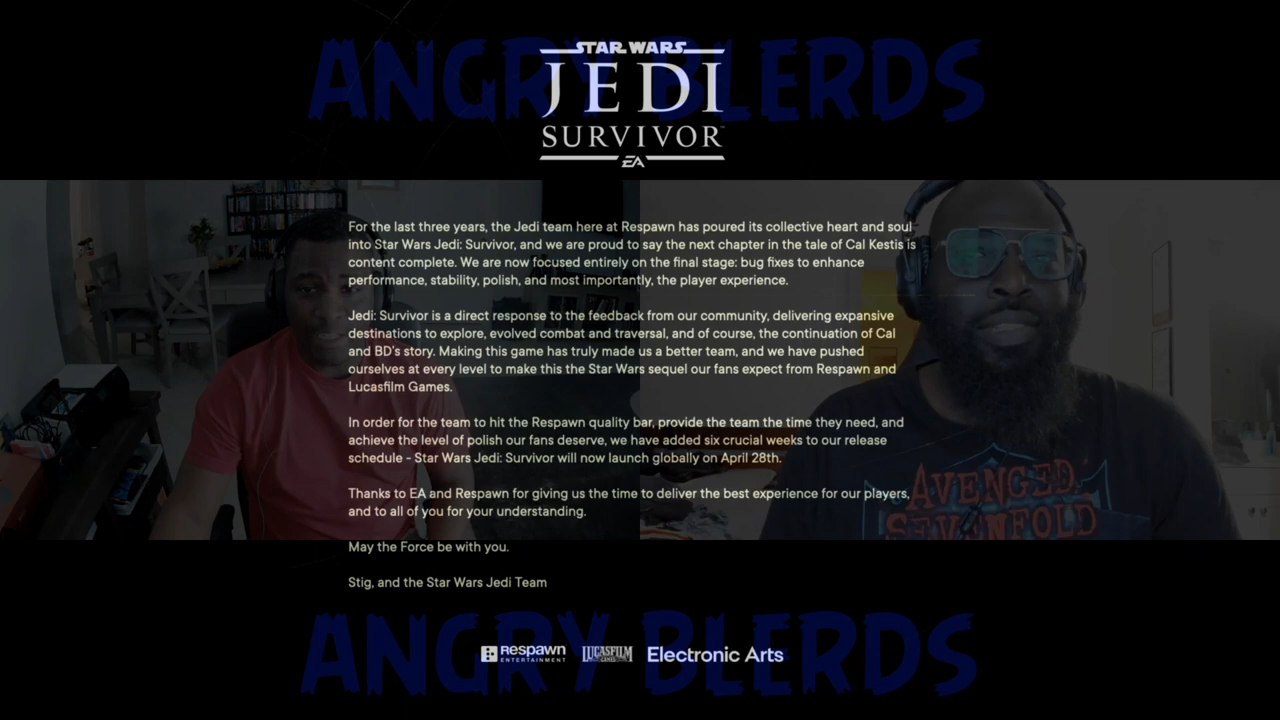 ANGRY BLERDS
STAR WARS
JEDI
SURVIVOR
EA
For the last three years, the Jedi team here at Respawn has poured its collective heart and soul
into Star Wars Jedi: Survivor, and we are proud to say the next chapter in the tale of Cal Kestis is
content complete. We are now focused entirely on the final stage: bug fixes to enhance
performance, stability, polish, and most importantly, the player experience.
Jedi: Survivor is a direct response to the feedback from our community, delivering expansive
destinations to explore, evolved combat and traversal, and of course, the continuation of Cal
and BD's story. Making this game has truly made us a better team, and we have pushed
ourselves at every level to make this the Star Wars sequel our fans expect from Respawn and
Lucasfilm Games.
In order for the team to hit the Respawn quality bar, provide the team the time they need, and
achieve the level of polish our fans deserve, we have added six crucial weeks to our release
schedule - Star Wars Jedi: Survivor will now launch globally on April 28th.
Thanks to EA and Respawn for giving us the time to deliver the best experience for our players,
and to all of you for your understanding.
May the Force be with you.
Stig, and the Star Wars Jedi Team
AVENGED
SEVENFOLD
ANGRY BLERDS
Respawn
ENTERTAINMENT
LUCASFILM
GAMES
Electronic Arts